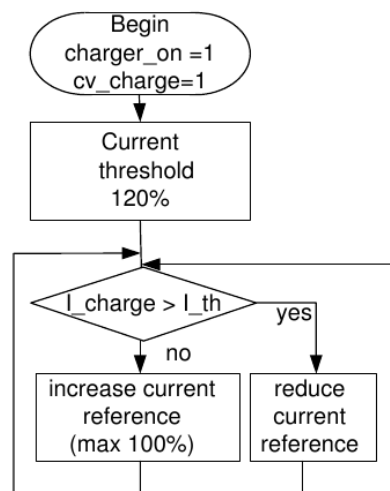 Begin
charger_on =1
cv_charge=1
Current
threshold
120%
I_charge > I_th
yes
no
increase current
reference
(max 100%)
reduce
current
reference